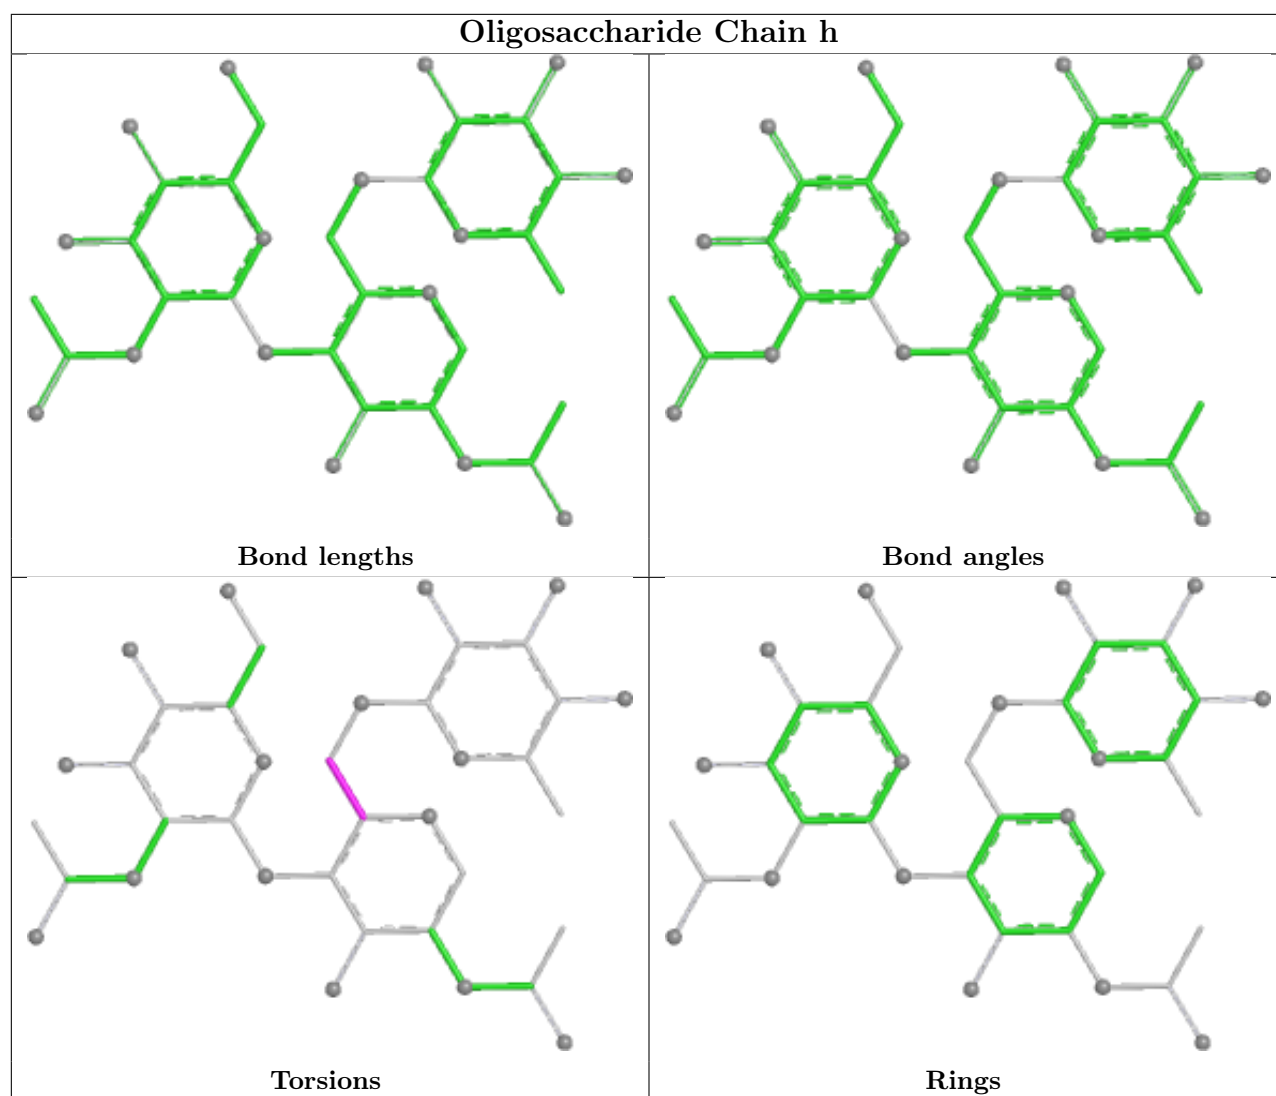 Oligosaccharide Chain h
Bond lengths
Bond angles
Torsions
Rings